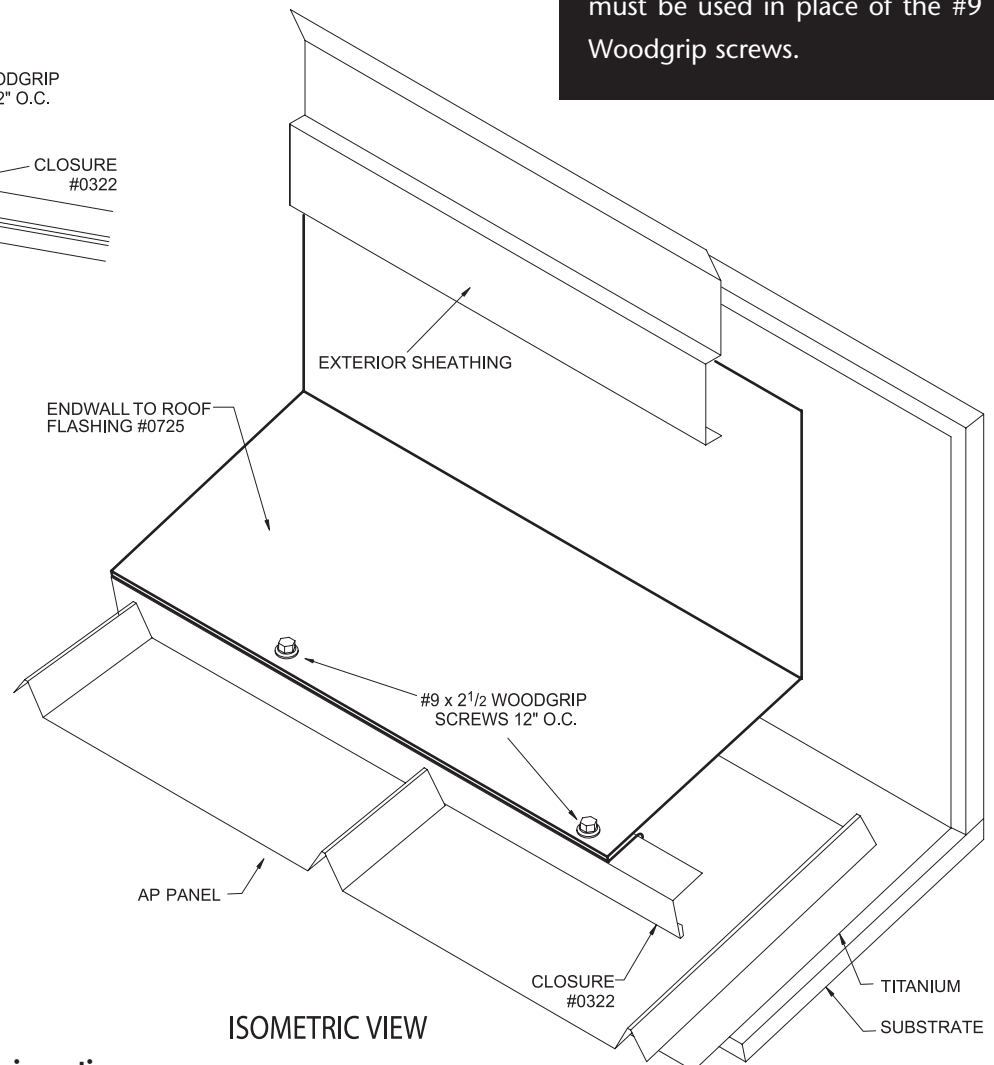 must be used in place of the #9
Woodgrip screws.
2" O.C.
CLOSURE
#0322
EXTERIOR SHEATHING
ENDWALL TO ROOF
FLASHING #0725
#9 x 2 1/2 WOODGRIP
SCREWS 12" O.C.
AP PANEL
CLOSURE
#0322
TITANIUM
SUBSTRATE
ISOMETRIC VIEW